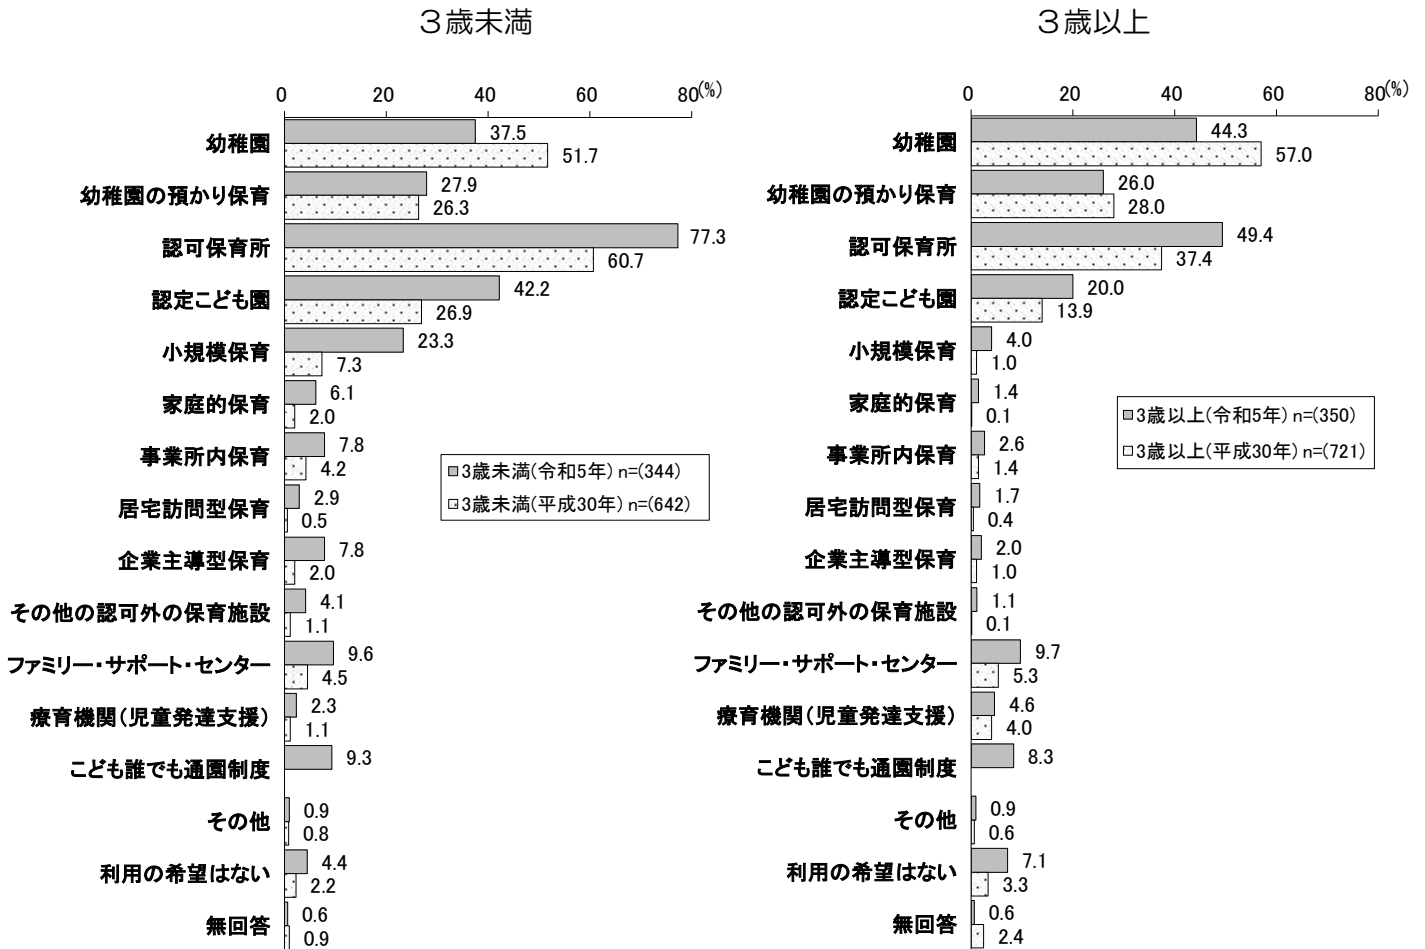 ３歳未満
0 20 40 60 80(%)
幼稚園 37.5
51.7
幼稚園の預かり保育 27.9
26.3
認可保育所 77.3
60.7
認定こども園 42.2
26.9
小規模保育 23.3
7.3
家庭的保育 6.1
2.0
事業所内保育 7.8
4.2
居宅訪問型保育 2.9
0.5
企業主導型保育 7.8
2.0
その他の認可外の保育施設 4.1
1.1
ファミリー・サポート・センター 9.6
4.5
療育機関(児童発達支援) 2.3
1.1
こども誰でも通園制度 9.3
その他 0.9
0.8
利用の希望はない 4.4
2.2
無回答 0.6
0.9
3歳未満(令和5年) n=(344)
3歳未満(平成30年) n=(642)
３歳以上
0 20 40 60 80(%)
幼稚園 44.3
57.0
幼稚園の預かり保育 26.0
28.0
認可保育所 49.4
37.4
認定こども園 20.0
13.9
小規模保育 4.0
1.0
家庭的保育 1.4
0.1
事業所内保育 2.6
1.4
居宅訪問型保育 1.7
0.4
企業主導型保育 2.0
1.0
その他の認可外の保育施設 1.1
0.1
ファミリー・サポート・センター 9.7
5.3
療育機関(児童発達支援) 4.6
4.0
こども誰でも通園制度 8.3
その他 0.9
0.6
利用の希望はない 7.1
3.3
無回答 0.6
2.4
3歳以上(令和5年) n=(350)
3歳以上(平成30年) n=(721)